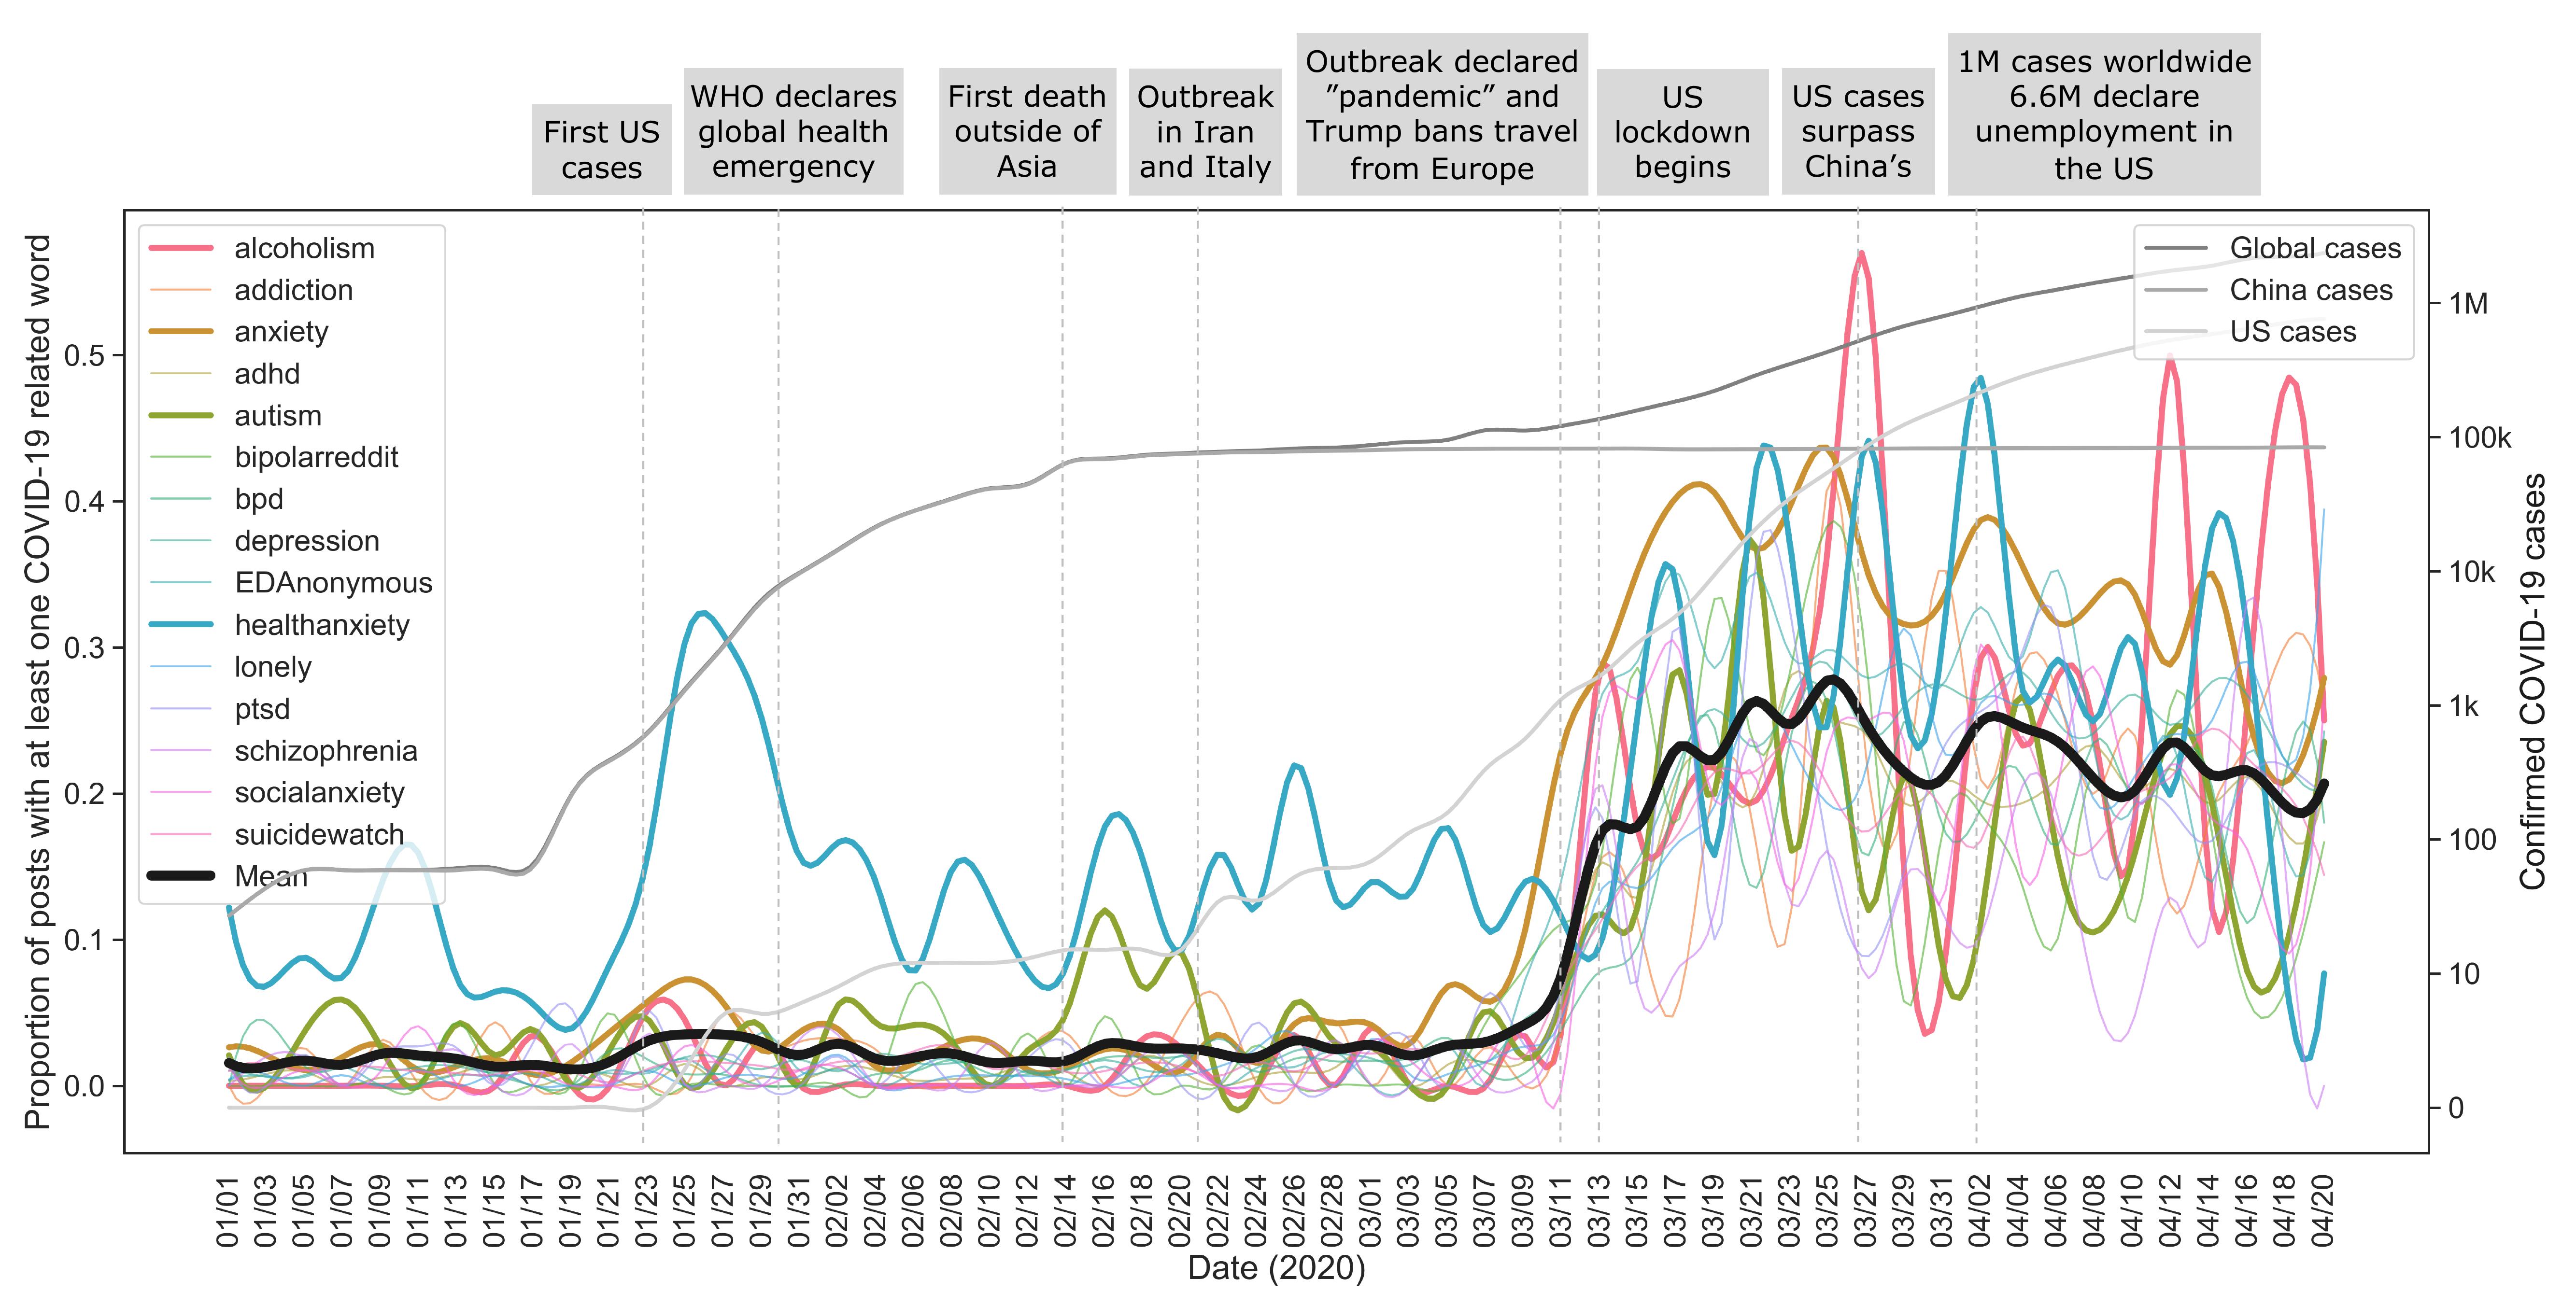 First US
cases
WHO declares
global health
emergency
First death
outside of
Asia
Outbreak
in Iran
and Italy
Outbreak declared
”pandemic” and
Trump bans travel
from Europe
US
lockdown
begins
US cases
surpass
China’s
1M cases worldwide
6.6M declare
unemployment in
the US
Proportion of posts with at least one COVID-19 related word
0.5
0.4
0.3
0.2
0.1
0.0
alcoholism
addiction
anxiety
adhd
autism
bipolarreddit
bpd
depression
EDAnonymous
healthanxiety
lonely
ptsd
schizophrenia
socialanxiety
suicidewatch
Mean
Global cases
China cases
US cases
1M
100k
10k
1k
100
10
0
Confirmed COVID-19 cases
01/01
01/03
01/05
01/07
01/09
01/11
01/13
01/15
01/17
01/19
01/21
01/23
01/25
01/27
01/29
01/31
02/02
02/04
02/06
02/08
02/10
02/12
02/14
02/16
02/18
02/20
02/22
02/24
02/26
02/28
03/01
03/03
03/05
03/07
03/09
03/11
03/13
03/15
03/17
03/19
03/21
03/23
03/25
03/27
03/29
03/31
04/02
04/04
04/06
04/08
04/10
04/12
04/14
04/16
04/18
04/20
Date (2020)